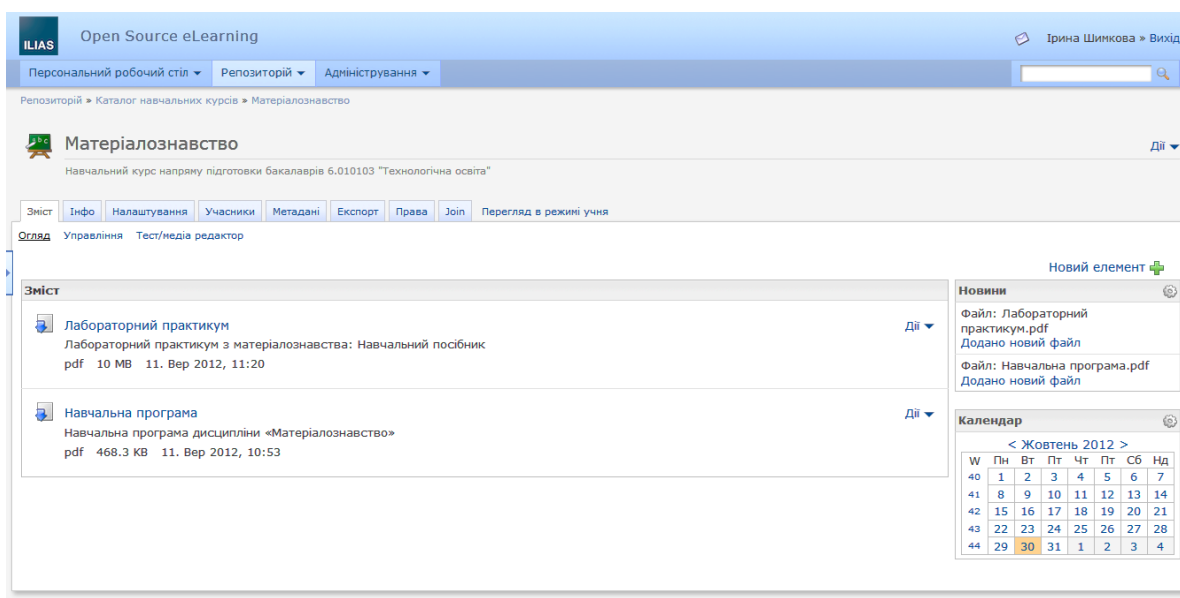 ILIAS
Open Source eLearning
Ірина Шимкова » Вихід
Персональний робочий стіл
Репозиторій
Адміністрування
Репозиторій » Каталог навчальних курсів » Матеріалознавство
abc
Матеріалознавство
Дії
Навчальний курс напряму підготовки бакалаврів 6.010103 "Технологічна освіта"
Зміст Інфо Налаштування Учасники Метадані Експорт Права Join Перегляд в режимі учня
Огляд Управління Тест/медіа редактор
Новий елемент
Зміст
Лабораторний практикум
Дії
Лабораторний практикум з матеріалознавства: Навчальний посібник
pdf 10 MB 11. Вер 2012, 11:20
Навчальна програма
Дії
Навчальна програма дисципліни «Матеріалознавство»
pdf 468.3 KB 11. Вер 2012, 10:53
Новини
Файл: Лабораторний
практикум.pdf
Додано новий файл
Файл: Навчальна програма.pdf
Додано новий файл
Календар
< Жовтень 2012 >
W Пн Вт Пт Чт Пт Сб Нд
40 1 2 3 4 5 6 7
41 8 9 10 11 12 13 14
42 15 16 17 18 19 20 21
43 22 23 24 25 26 27 28
44 29 30 31 1 2 3 4